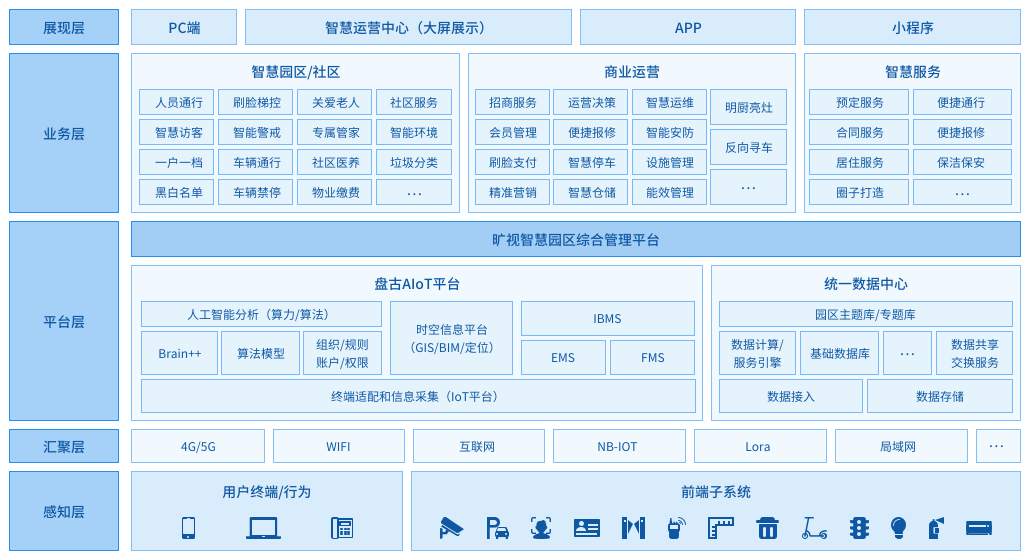 展现层
PC端
智慧运营中心（大屏展示）
APP
小程序
业务层
智慧园区/社区
人员通行 刷脸梯控 关爱老人 社区服务
智慧访客 智能警戒 专属管家 智能环境
一户一档 车辆通行 社区医养 垃圾分类
黑白名单 车辆禁停 物业缴费 ···
商业运营
招商服务 运营决策 智慧运维
会员管理 便捷报修 智能安防
刷脸支付 智慧停车 设施管理
精准营销 智慧仓储 能效管理
明厨亮灶
反向寻车
···
智慧服务
预定服务 便捷通行
合同服务 便捷报修
居住服务 保洁保安
圈子打造 ···
平台层
旷视智慧园区综合管理平台
盘古AIoT平台
人工智能分析（算力/算法）
Brain++
算法模型
组织/规则
账户/权限
时空信息平台
（GIS/BIM/定位）
IBMS
EMS
FMS
终端适配和信息采集（IoT平台）
统一数据中心
园区主题库/专题库
数据计算/
服务引擎
基础数据库
···
数据共享
交换服务
数据接入
数据存储
汇聚层
4G/5G
WIFI
互联网
NB-IOT
Lora
局域网
···
感知层
用户终端/行为
前端子系统